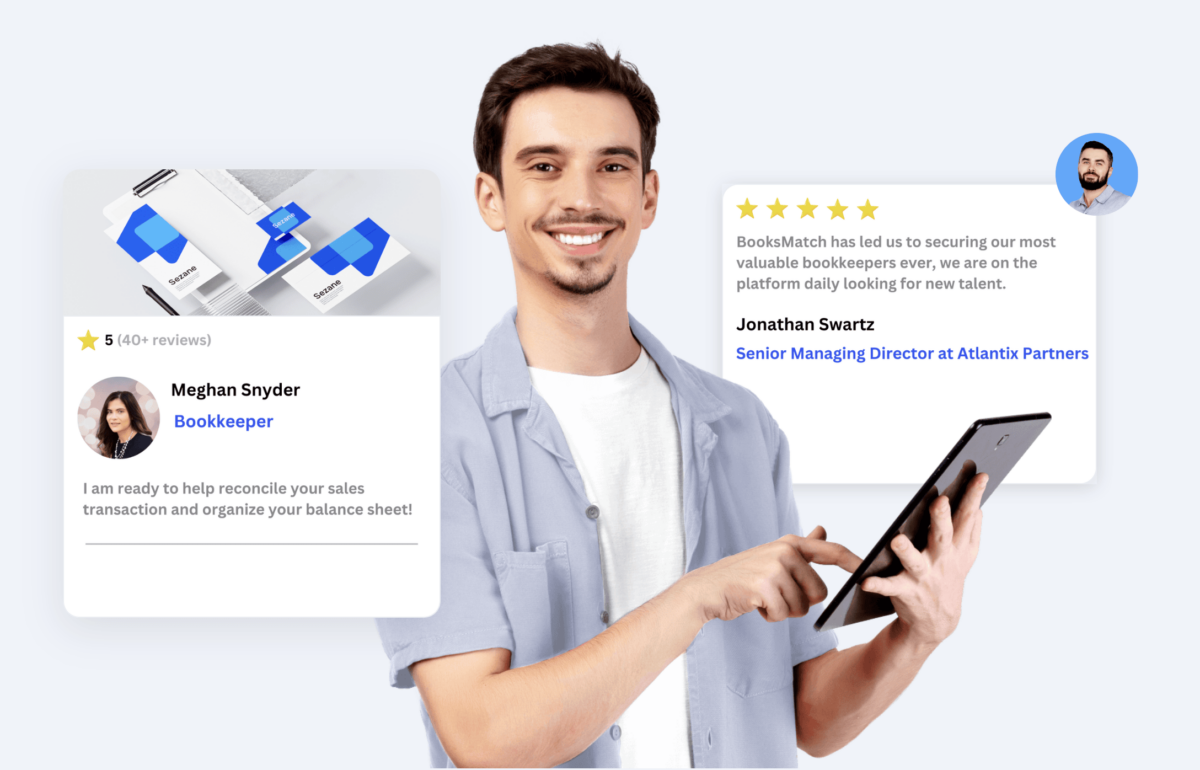 Sezane
Sezane
Sezane
5 (40+ reviews)
Meghan Snyder
Bookkeeper
I am ready to help reconcile your sales
transaction and organize your balance sheet!
BooksMatch has led us to securing our most
valuable bookkeepers ever, we are on the
platform daily looking for new talent.
Jonathan Swartz
Senior Managing Director at Atlantix Partners